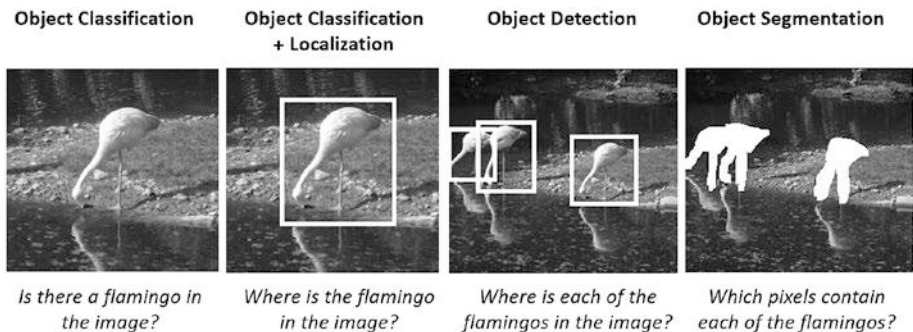 Object Classification
Object Classification
+ Localization
Object Detection
Object Segmentation
Is there a flamingo in
the image?
Where is the flamingo
in the image?
Where is each of the
flamingos in the image?
Which pixels contain
each of the flamingos?